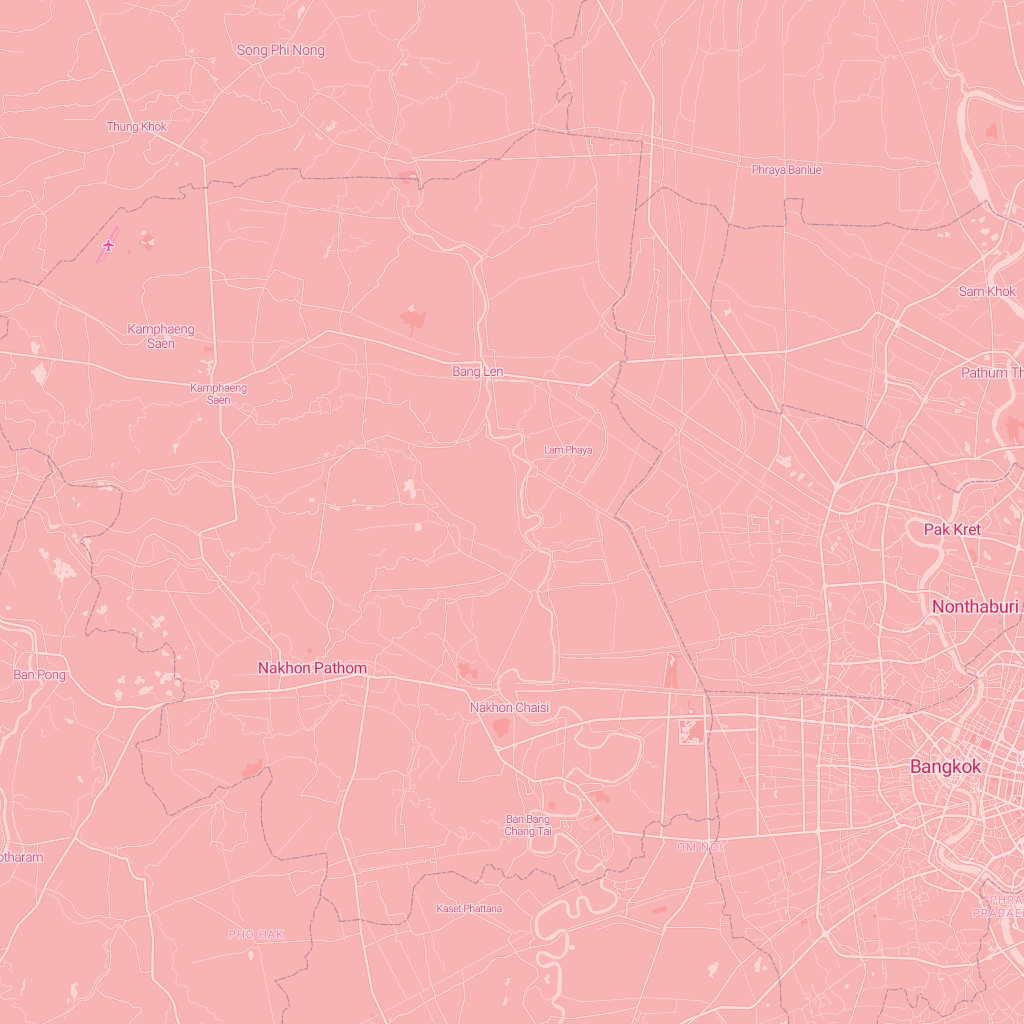 Song Phi Nong
Thung Khok
Phraya Banlue
Sam Khok
Kamphaeng
Saen
Bang Len
Pathum Th
Kamphaeng
Saen
Lam Phaya
Pak Kret
Nonthaburi
Nakhon Pathom
Ban Pong
Nakhon Chaisi
Bangkok
Ban Bang
Chang Tai
OM NOI
otharam
PHRA
PRADAE
Kaset Phattana
PHO HAK